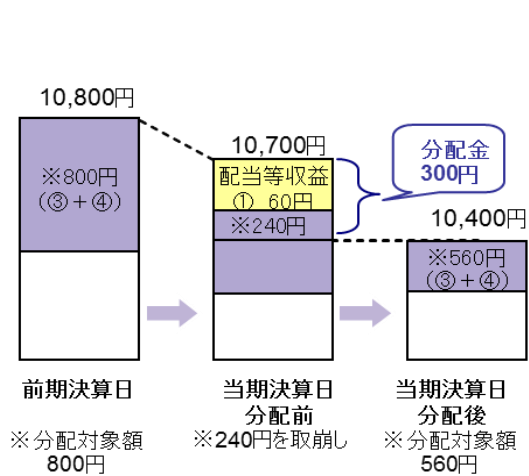 10,800円
※800円
（③＋④）
10,700円
配当等収益
① 60円
※240円
分配金
300円
10,400円
※560円
（③＋④）
前期決算日
※分配対象額
800円
当期決算日
分配前
※240円を取崩し
当期決算日
分配後
※分配対象額
560円